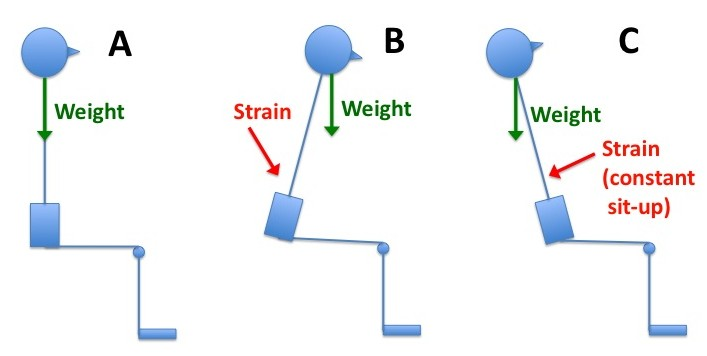 A
B
C
Weight
Strain
Weight
Weight
Strain
(constant
sit-up)